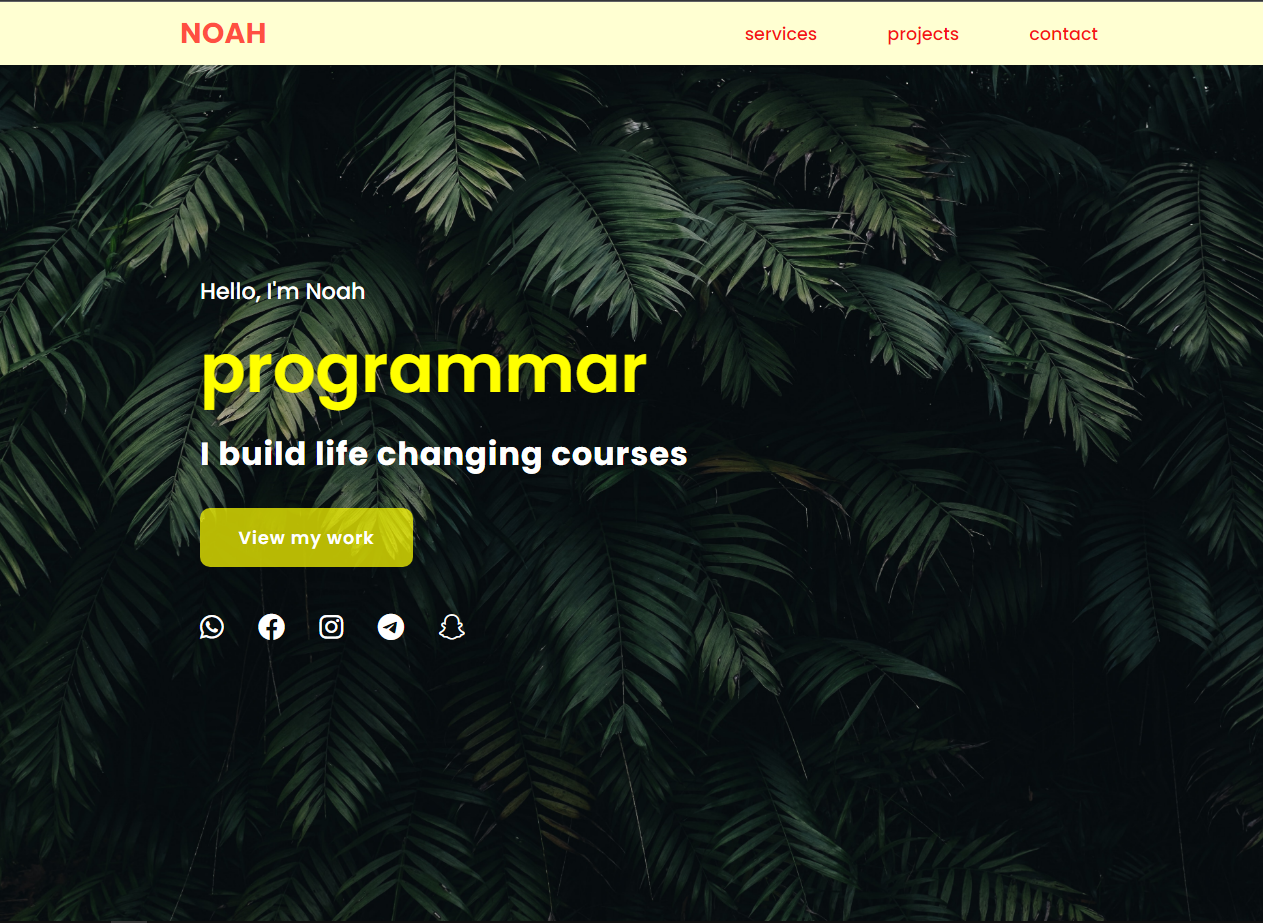 NOAH
services projects contact
Hello, I'm Noah
programmar
I build life changing courses
View my work